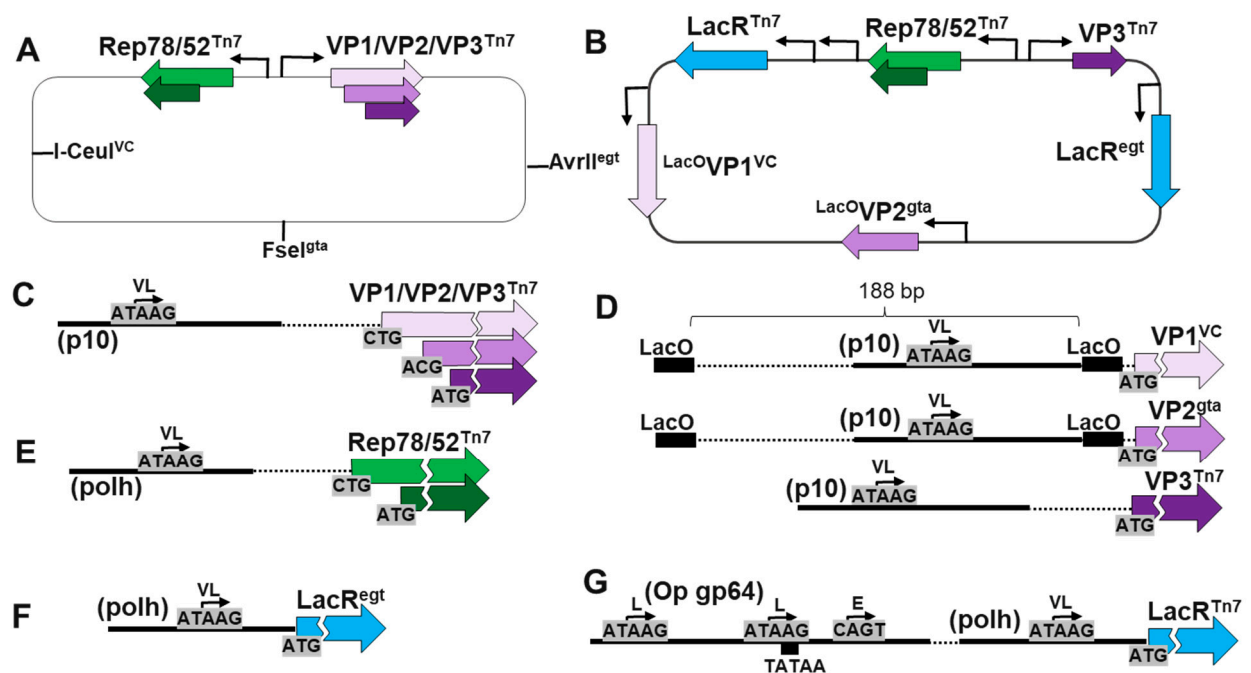 A
Rep78/52Tn7
VP1/VP2/VP3Tn7
I-CeuIVC
AvrIIegt
FseIgta
B
LacRTn7
Rep78/52Tn7
VP3Tn7
LacOVP1VC
LacRegt
LacOVP2gta
C
VL
ATAAG
(p10)
VP1/VP2/VP3Tn7
CTG
ACG
ATG
D
188 bp
LacO
(p10)
VL
ATAAG
LacO
VP1VC
ATG
LacO
(p10)
VL
ATAAG
LacO
VP2gta
ATG
(p10)
VL
ATAAG
VP3Tn7
ATG
E
VL
ATAAG
(polh)
Rep78/52Tn7
CTG
ATG
F
(polh)
VL
ATAAG
LacRegt
ATG
G
(Op gp64)
L
ATAAG
L
ATAAG
TATAA
E
CAGT
(polh)
VL
ATAAG
LacRTn7
ATG